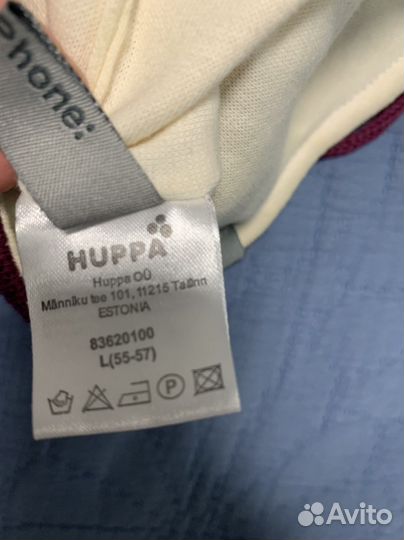 Phone:
HUPPA
Huppa OÜ
Männiku tee 101, 11215 Tallinn
ESTONIA
83620100
L(55-57)
P
Avito